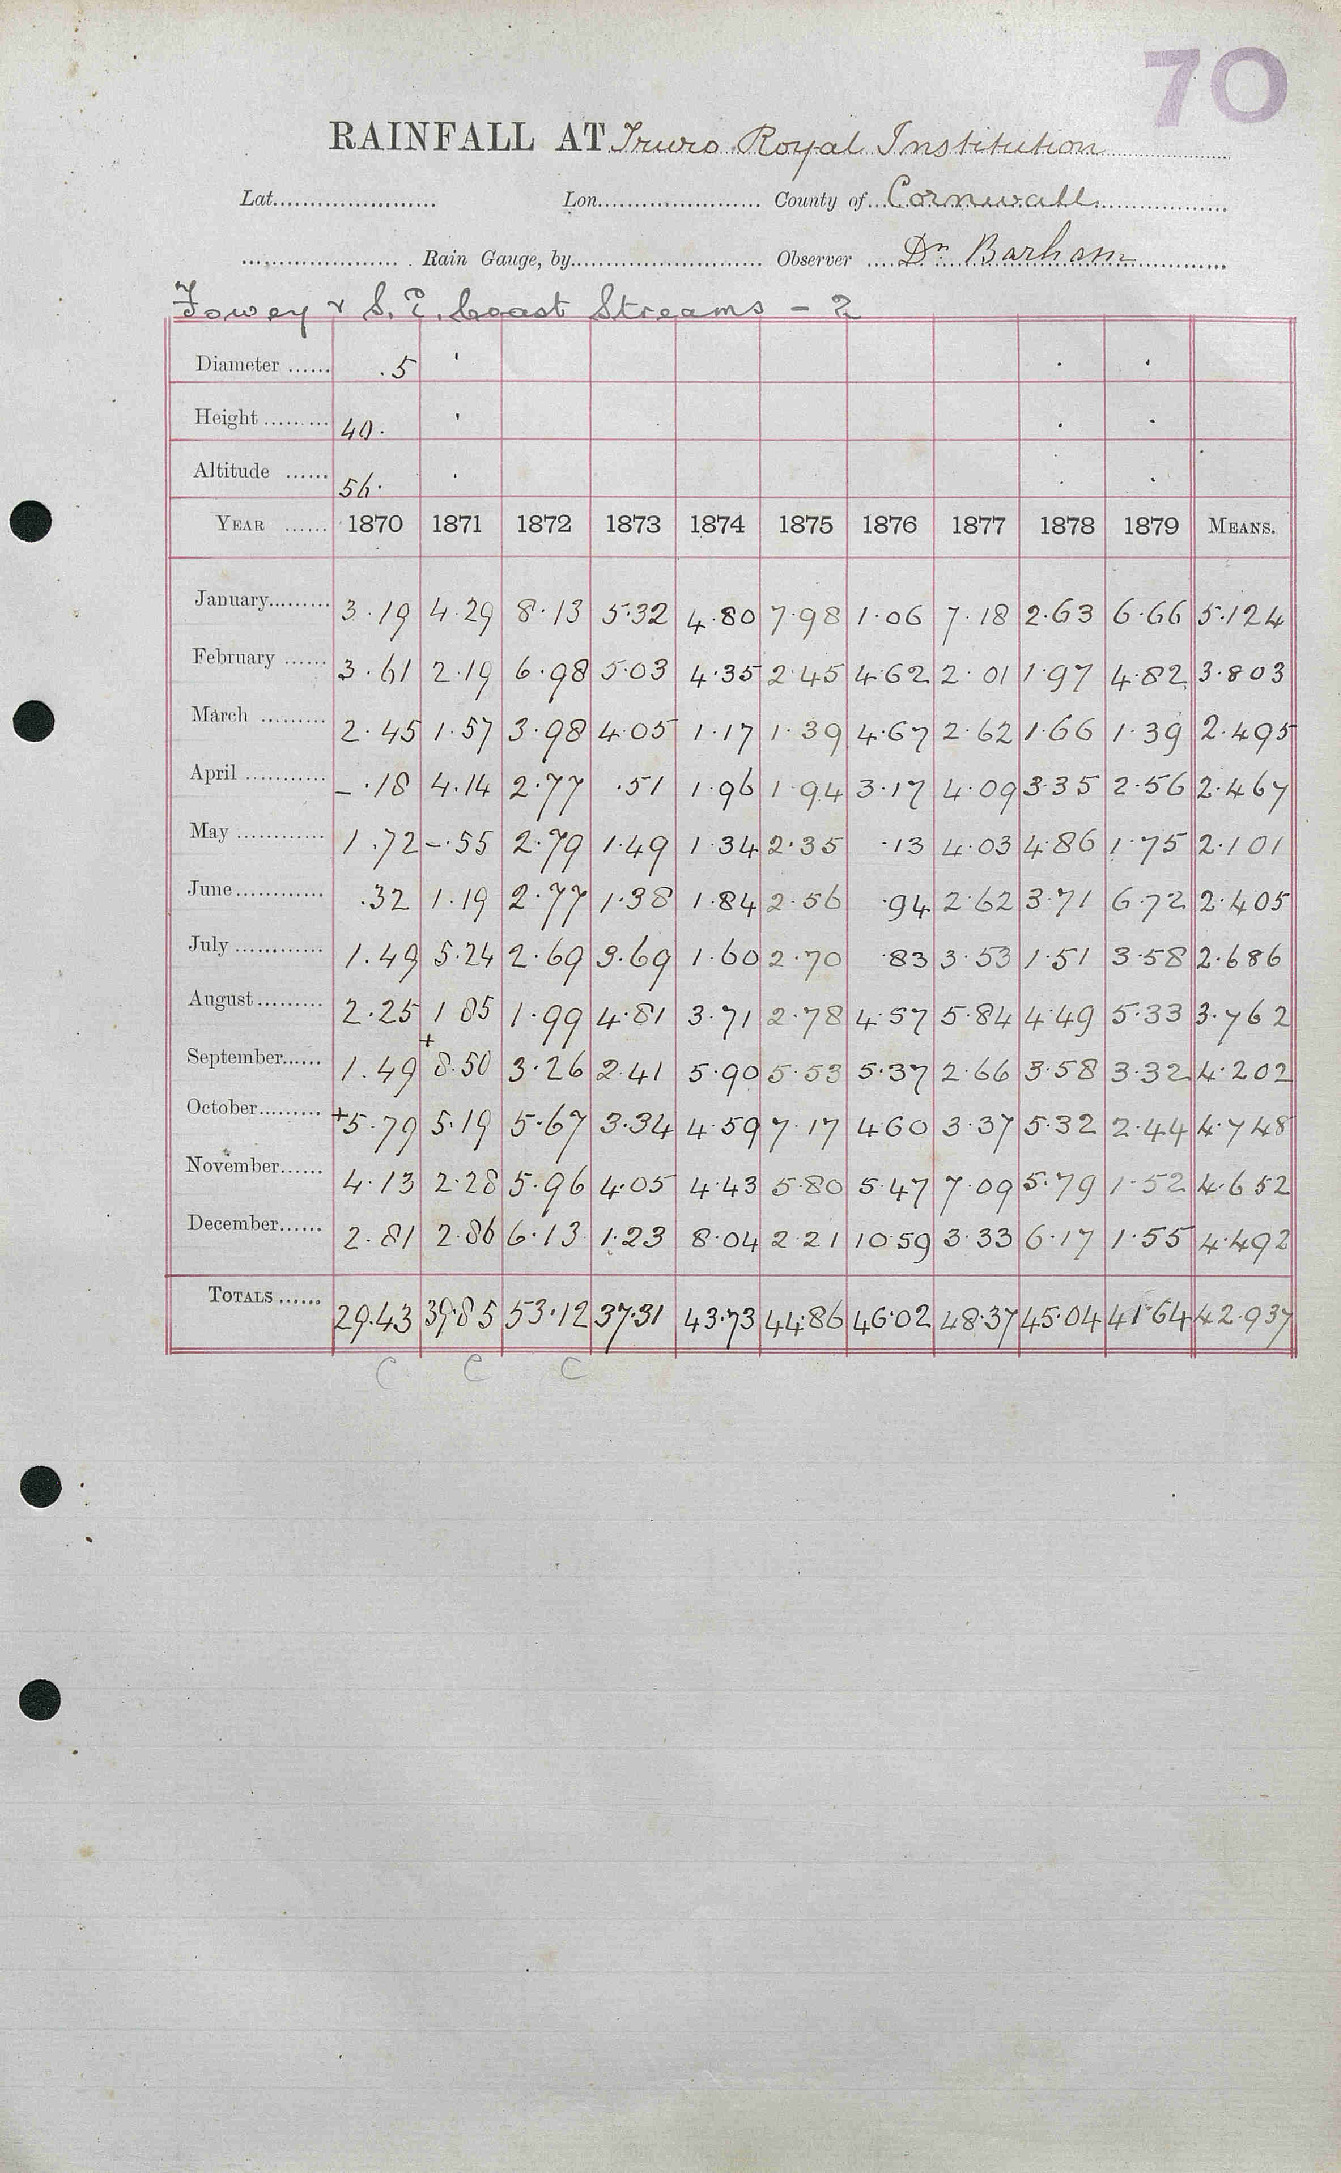 70
RAINFALL AT Truro Royal Institution
Lat. Lon. County of Cornwall
Rain Gauge, by Observer Dr. Barham
Fowey & S. E. Coast Streams - 2
Diameter ...... .5
Height ......... 40.
Altitude ...... 56.
YEAR ...... 1870 1871 1872 1873 1874 1875 1876 1877 1878 1879 MEANS.
January......... 3.19 4.29 8.13 5.32 4.80 7.98 1.06 7.18 2.63 6.66 5.124
February ...... 3.61 2.19 6.98 5.03 4.35 2.45 4.62 2.01 1.97 4.82 3.803
March ......... 2.45 1.57 3.98 4.05 1.17 1.39 4.67 2.62 1.66 1.39 2.495
April ............ -.18 4.14 2.77 .51 1.96 1.94 3.17 4.09 3.35 2.56 2.467
May ............ 1.72 -.55 2.79 1.49 1.34 2.35 .13 4.03 4.86 1.75 2.101
June ............ .32 1.19 2.77 1.38 1.84 2.56 .94 2.62 3.71 6.72 2.405
July ............ 1.49 5.24 2.69 3.69 1.60 2.70 .83 3.53 1.51 3.58 2.686
August ......... 2.25 1.85 1.99 4.81 3.71 2.78 4.57 5.84 4.49 5.33 3.762
September ...... 1.49 +8.50 3.26 2.41 5.90 5.53 5.37 2.66 3.58 3.32 4.202
October ......... +5.79 5.19 5.67 3.34 4.59 7.17 4.60 3.37 5.32 2.44 4.748
November ...... 4.13 2.28 5.96 4.05 4.43 5.80 5.47 7.09 5.79 1.52 4.652
December ...... 2.81 2.86 6.13 1.23 8.04 2.21 10.59 3.33 6.17 1.55 4.492
TOTALS ...... 29.43 39.85 53.12 37.31 43.73 44.86 46.02 48.37 45.04 41.64 42.937
C C C